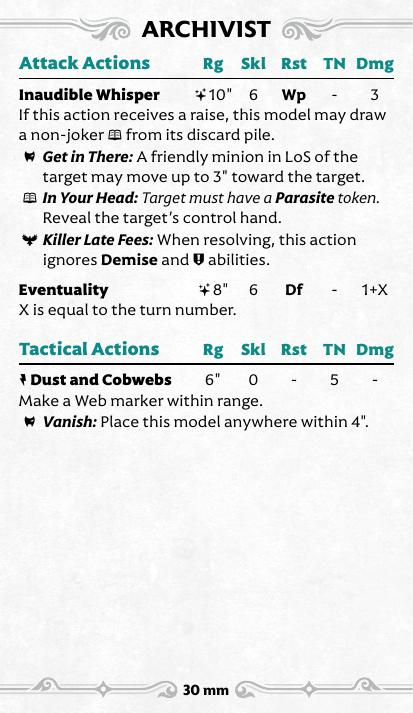 ARCHIVIST
Attack Actions Rg Skl Rst TN Dmg
Inaudible Whisper 10" 6 Wp - 3
If this action receives a raise, this model may draw
a non-joker from its discard pile.
Get in There: A friendly minion in LoS of the
target may move up to 3" toward the target.
In Your Head: Target must have a Parasite token.
Reveal the target's control hand.
Killer Late Fees: When resolving, this action
ignores Demise and abilities.
Eventuality 8" 6 Df - 1+X
X is equal to the turn number.
Tactical Actions Rg Skl Rst TN Dmg
Dust and Cobwebs 6" 0 - 5 -
Make a Web marker within range.
Vanish: Place this model anywhere within 4".
30 mm